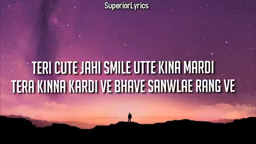 SuperiorLyrics
TERI CUTE JAHI SMILE UTTE KINA MARDI
TERA KINNA KARDI VE BHAVE SANWLAE RANG VE